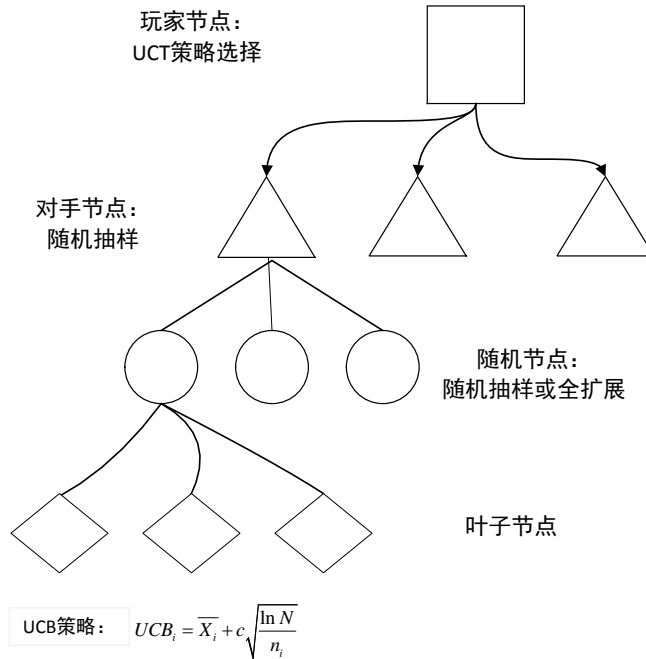 玩家节点：
UCT策略选择
对手节点：
随机抽样
随机节点：
随机抽样或全扩展
叶子节点
UCB策略： $UCB_i = \overline{X_i} + c\sqrt{\frac{\ln N}{n_i}}$